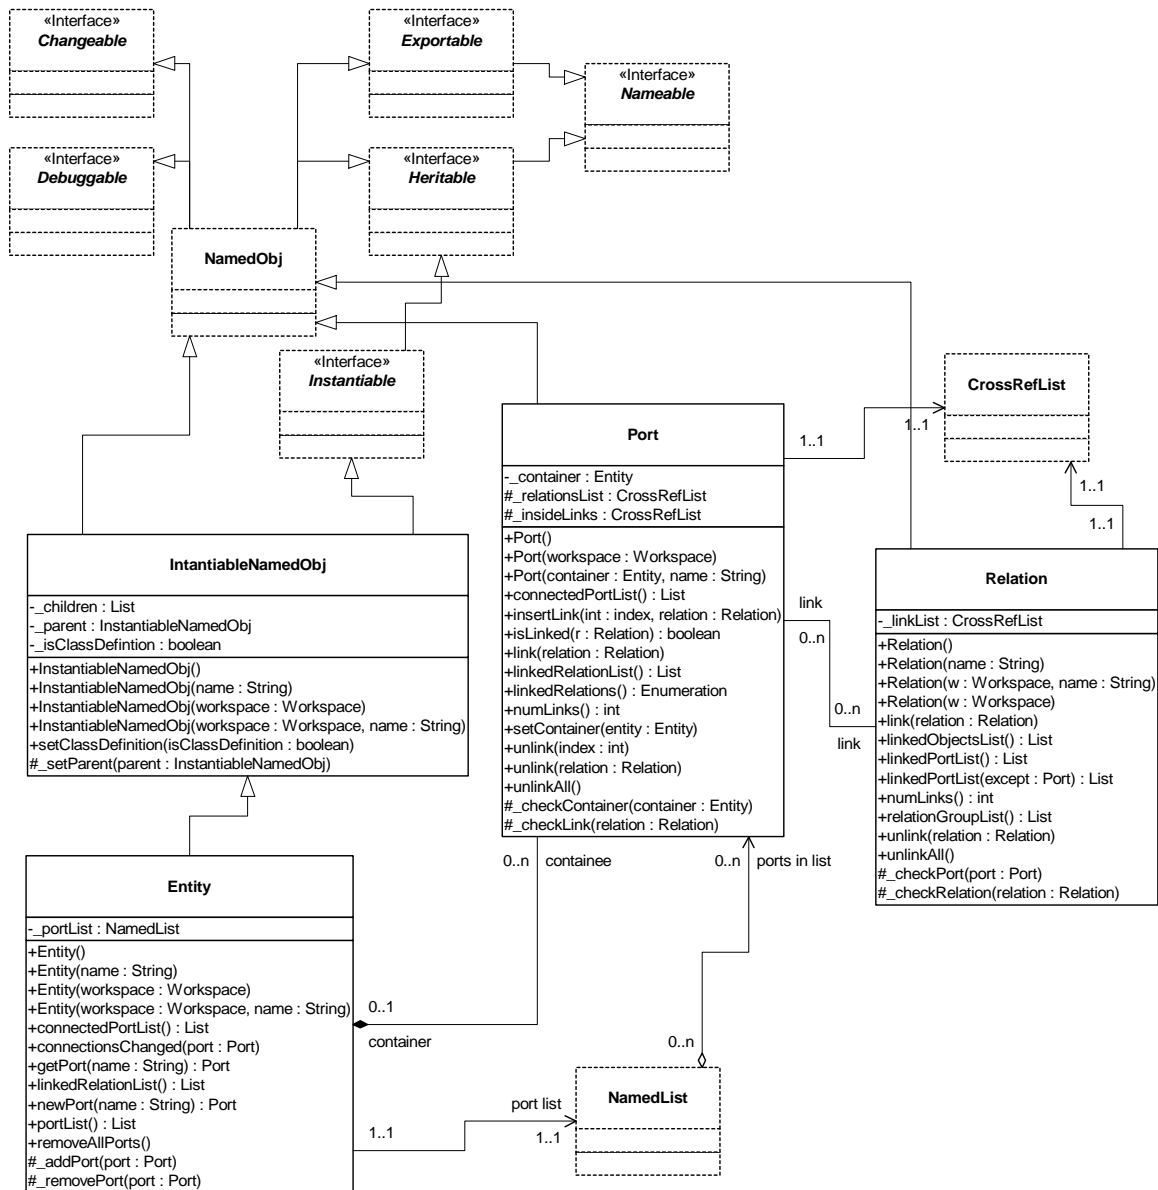 «Interface»
Changeable
«Interface»
Exportable
«Interface»
Nameable
«Interface»
Debuggable
«Interface»
Heritable
NamedObj
«Interface»
Instantiable
CrossRefList
1..1
1..1
1..1
1..1
Port
-_container : Entity
#_relationsList : CrossRefList
#_insideLinks : CrossRefList
+Port()
+Port(workspace : Workspace)
+Port(container : Entity, name : String)
+connectedPortList() : List
+insertLink(int : index, relation : Relation)
+isLinked(r : Relation) : boolean
+link(relation : Relation)
+linkedRelationList() : List
+linkedRelations() : Enumeration
+numLinks() : int
+setContainer(entity : Entity)
+unlink(index : int)
+unlink(relation : Relation)
+unlinkAll()
#_checkContainer(container : Entity)
#_checkLink(relation : Relation)
link
0..n
0..n
link
Relation
-_linkList : CrossRefList
+Relation()
+Relation(name : String)
+Relation(w : Workspace, name : String)
+Relation(w : Workspace)
+link(relation : Relation)
+linkedObjectsList() : List
+linkedPortList() : List
+linkedPortList(except : Port) : List
+numLinks() : int
+relationGroupList() : List
+unlink(relation : Relation)
+unlinkAll()
#_checkPort(port : Port)
#_checkRelation(relation : Relation)
IntantiableNamedObj
-_children : List
-_parent : InstantiableNamedObj
-_isClassDefintion : boolean
+InstantiableNamedObj()
+InstantiableNamedObj(name : String)
+InstantiableNamedObj(workspace : Workspace)
+InstantiableNamedObj(workspace : Workspace, name : String)
+setClassDefinition(isClassDefinition : boolean)
#_setParent(parent : InstantiableNamedObj)
0..n containee
0..n ports in list
Entity
-_portList : NamedList
+Entity()
+Entity(name : String)
+Entity(workspace : Workspace)
+Entity(workspace : Workspace, name : String)
+connectedPortList() : List
+connectionsChanged(port : Port)
+getPort(name : String) : Port
+linkedRelationList() : List
+newPort(name : String) : Port
+portList() : List
+removeAllPorts()
#_addPort(port : Port)
#_removePort(port : Port)
0..1
container
0..n
port list
1..1
1..1
NamedList